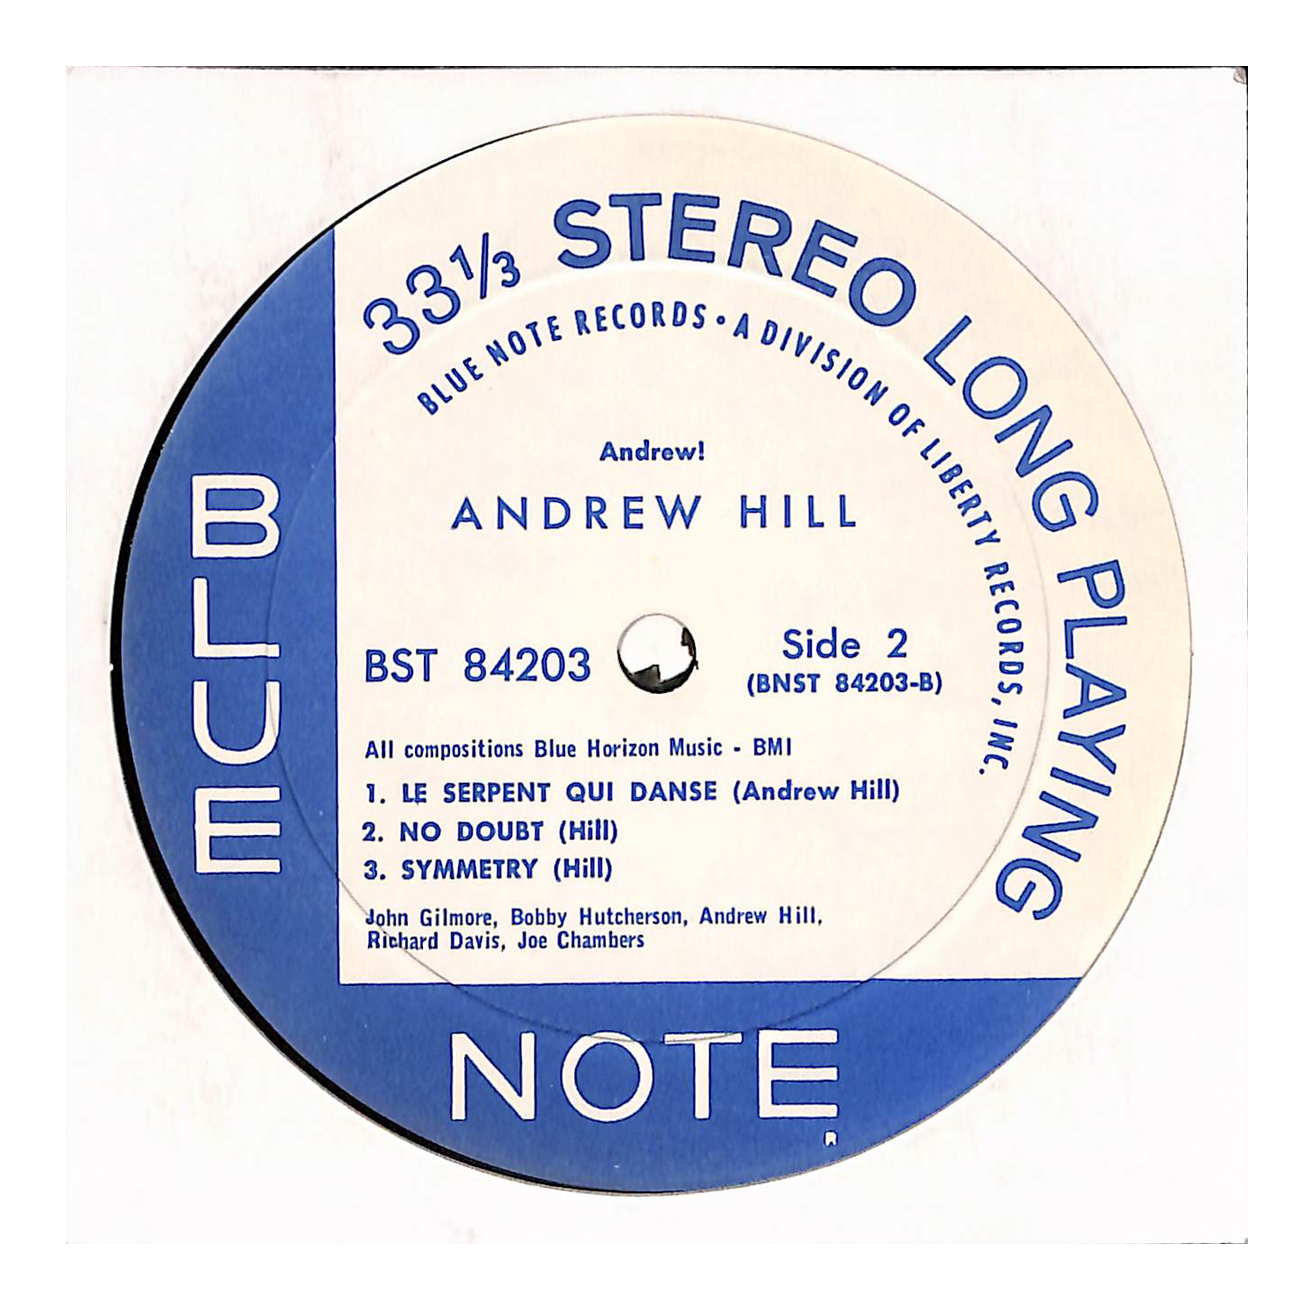 33 1/3 STEREO LONG PLAYING
BLUE NOTE RECORDS • A DIVISION OF LIBERTY RECORDS, INC.
Andrew!
ANDREW HILL
BST 84203
Side 2
(BNST 84203-B)
All compositions Blue Horizon Music - BMI
1. LE SERPENT QUI DANSE (Andrew Hill)
2. NO DOUBT (Hill)
3. SYMMETRY (Hill)
John Gilmore, Bobby Hutcherson, Andrew Hill,
Richard Davis, Joe Chambers
BLUE
NOTE